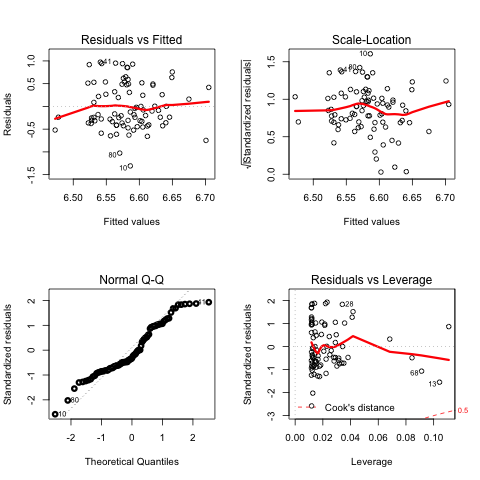 Residuals vs Fitted
Residuals
1.0
0.5
-0.5
-1.5
41
80
10
6.50 6.55 6.60 6.65 6.70
Fitted values
Scale-Location
√|Standardized residuals|
1.5
1.0
0.5
0.0
10
80
41
6.50 6.55 6.60 6.65 6.70
Fitted values
Normal Q-Q
Standardized residuals
2
1
0
-1
-2
80
10
-2 -1 0 1 2
Theoretical Quantiles
Residuals vs Leverage
Standardized residuals
2
1
0
-1
-2
-3
28
68
13
Cook's distance
0.5
0.00 0.02 0.04 0.06 0.08 0.10
Leverage